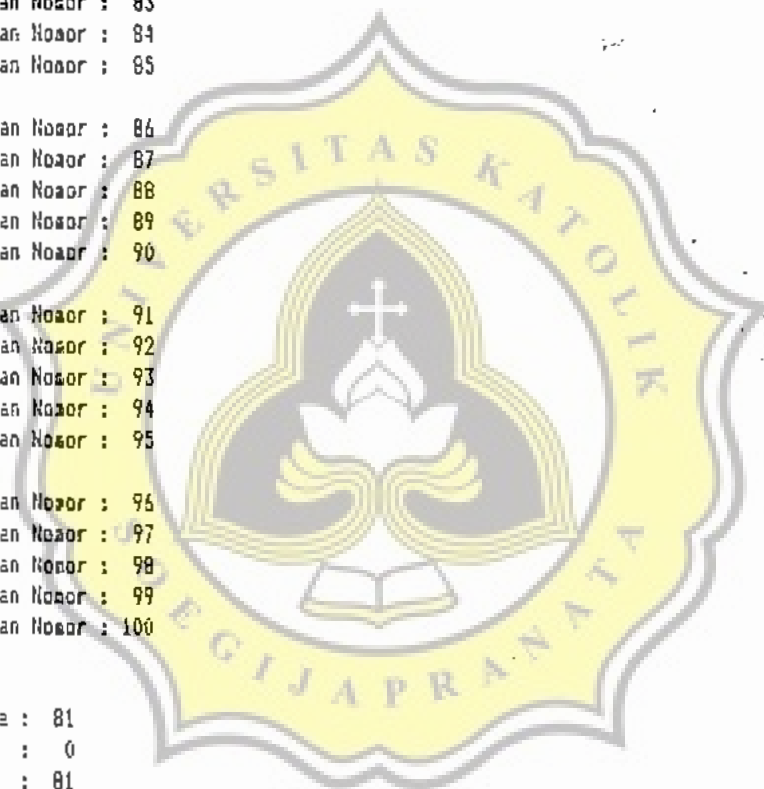 an Nomor : 83
an Nomor : 84
an Nomor : 85
an Nomor : 86
an Nomor : 87
an Nomor : 88
an Nomor : 89
an Nomor : 90
an Nomor : 91
an Nomor : 92
an Nomor : 93
an Nomor : 94
an Nomor : 95
an Nomor : 96
an Nomor : 97
an Nomor : 98
an Nomor : 99
an Nomor : 100
e : 81
: 0
: 81
UNIVERSITAS KATOLIK
SOEGIJAPRANATA